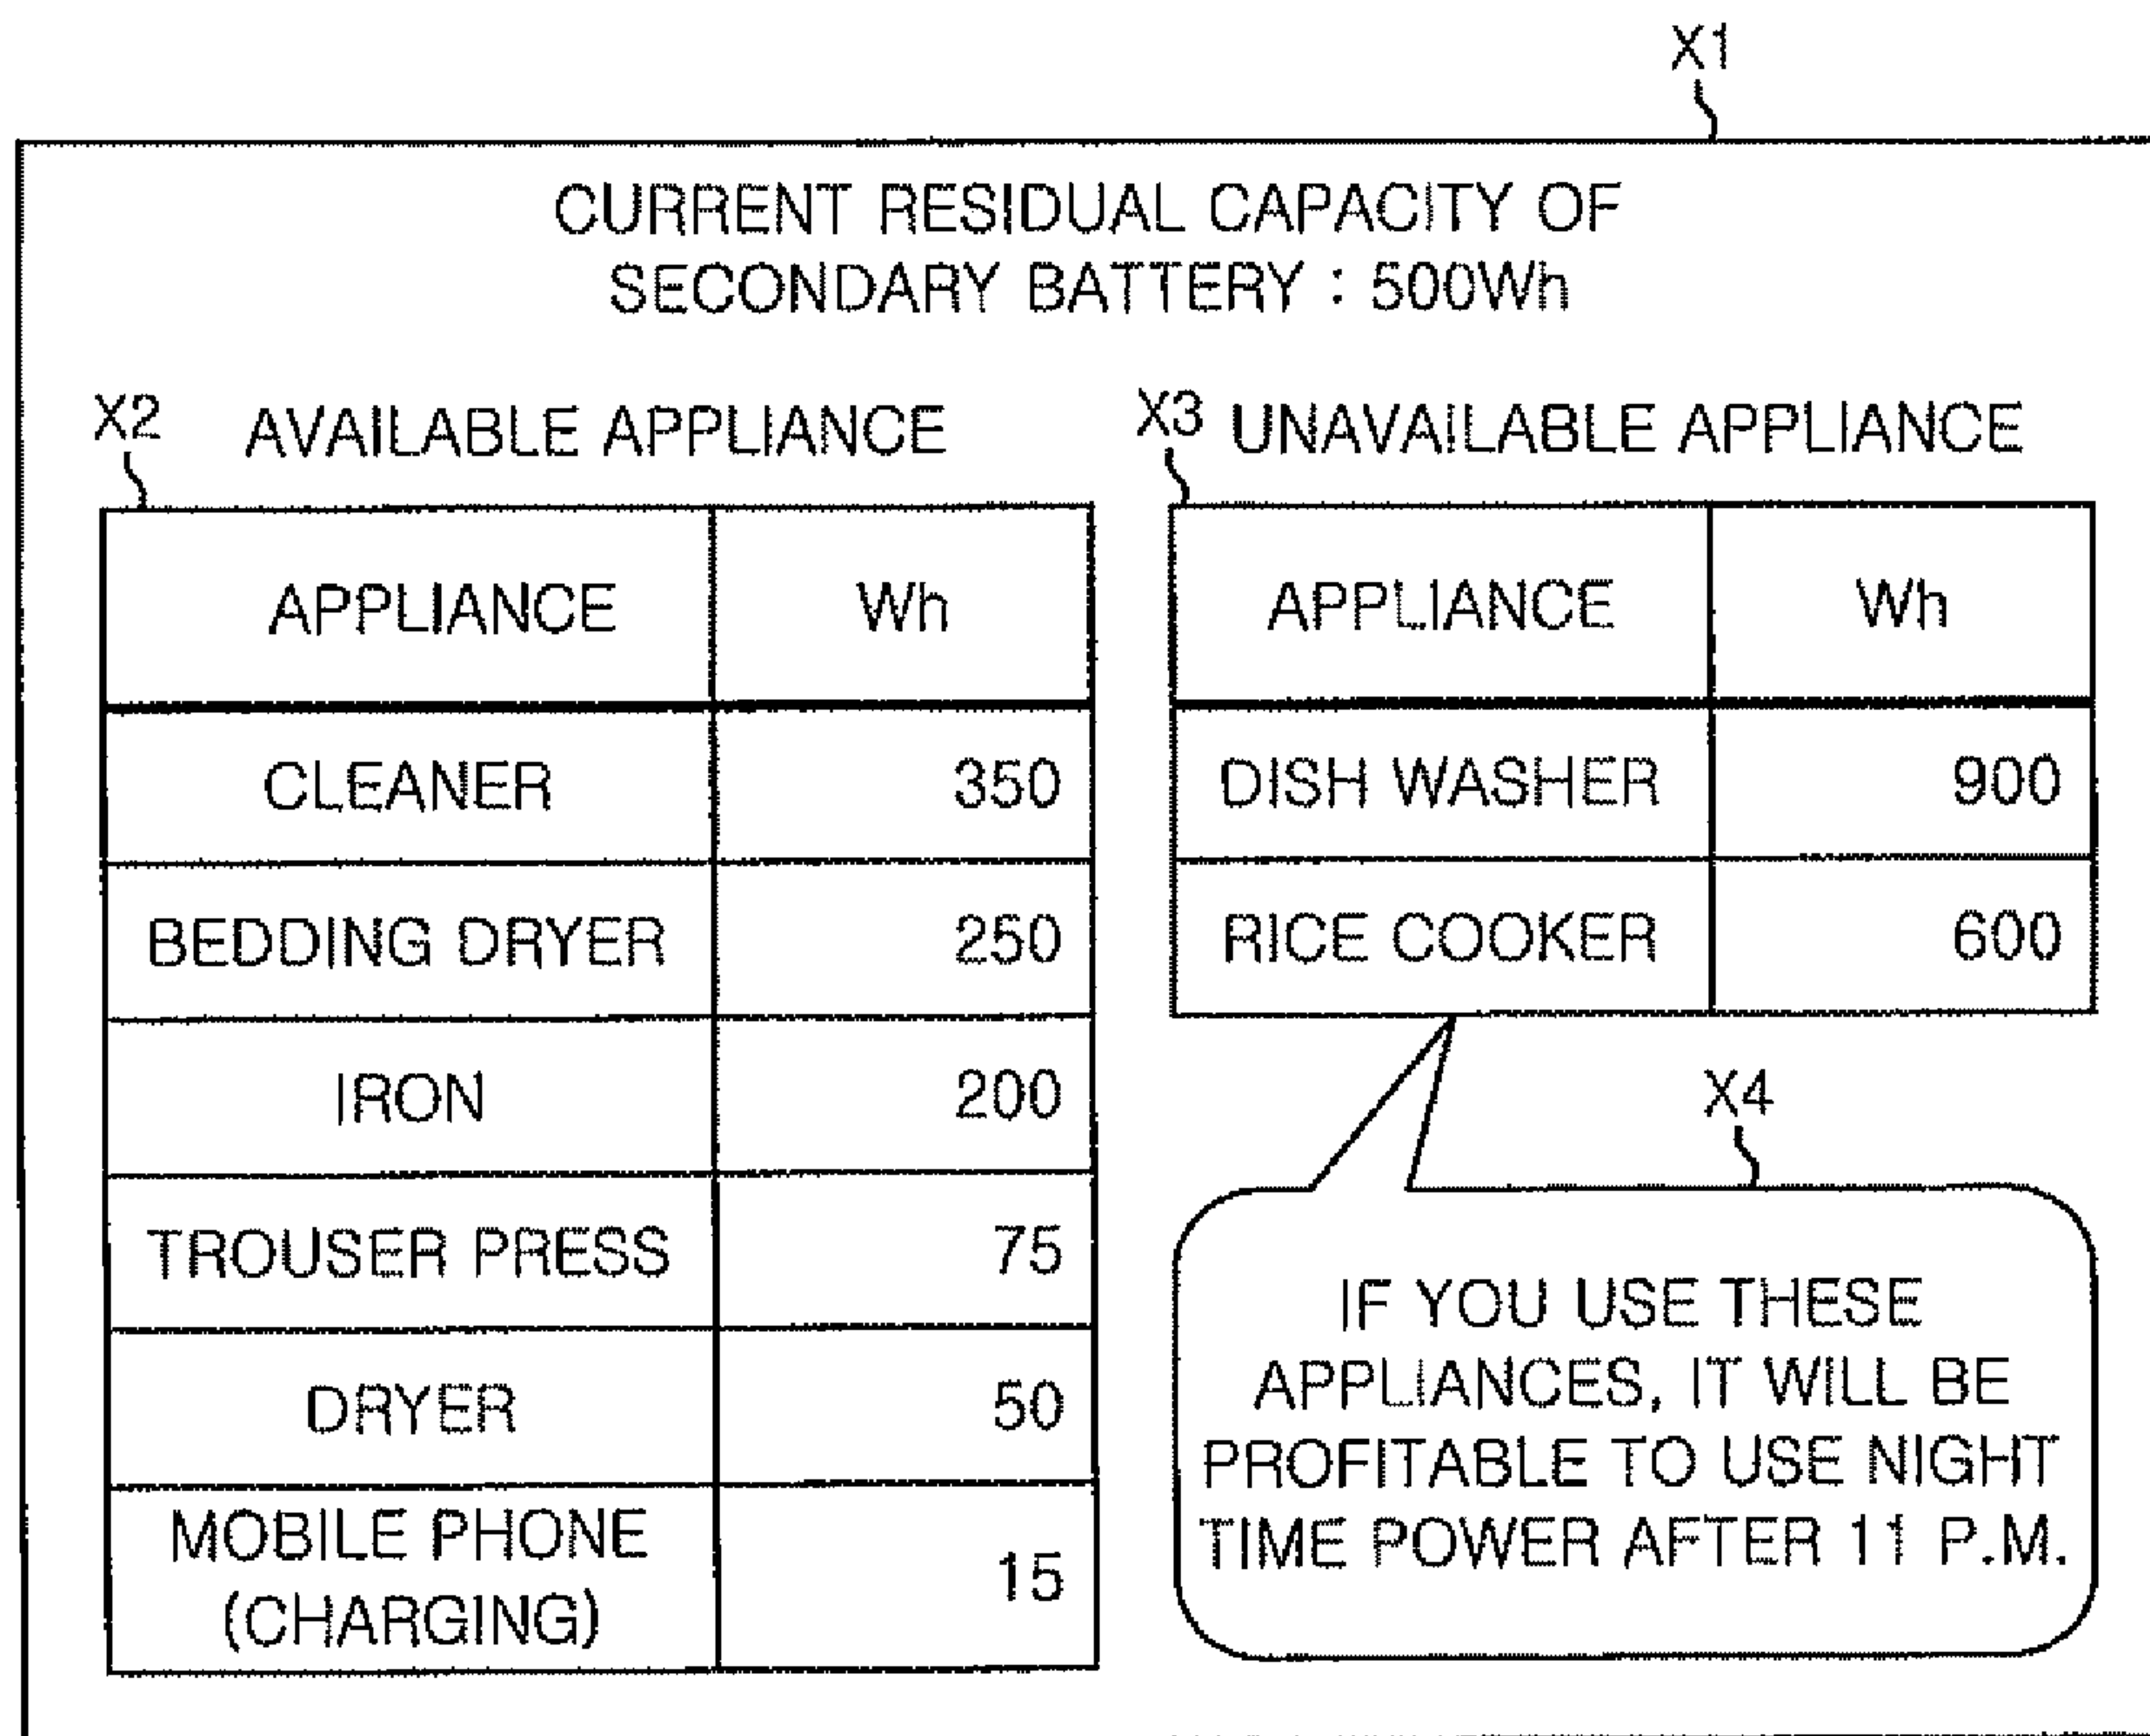 X1
CURRENT RESIDUAL CAPACITY OF
SECONDARY BATTERY : 500Wh
X2
AVAILABLE APPLIANCE
APPLIANCE Wh
CLEANER 350
BEDDING DRYER 250
IRON 200
TROUSER PRESS 75
DRYER 50
MOBILE PHONE
(CHARGING) 15
X3
UNAVAILABLE APPLIANCE
APPLIANCE Wh
DISH WASHER 900
RICE COOKER 600
X4
IF YOU USE THESE
APPLIANCES, IT WILL BE
PROFITABLE TO USE NIGHT
TIME POWER AFTER 11 P.M.